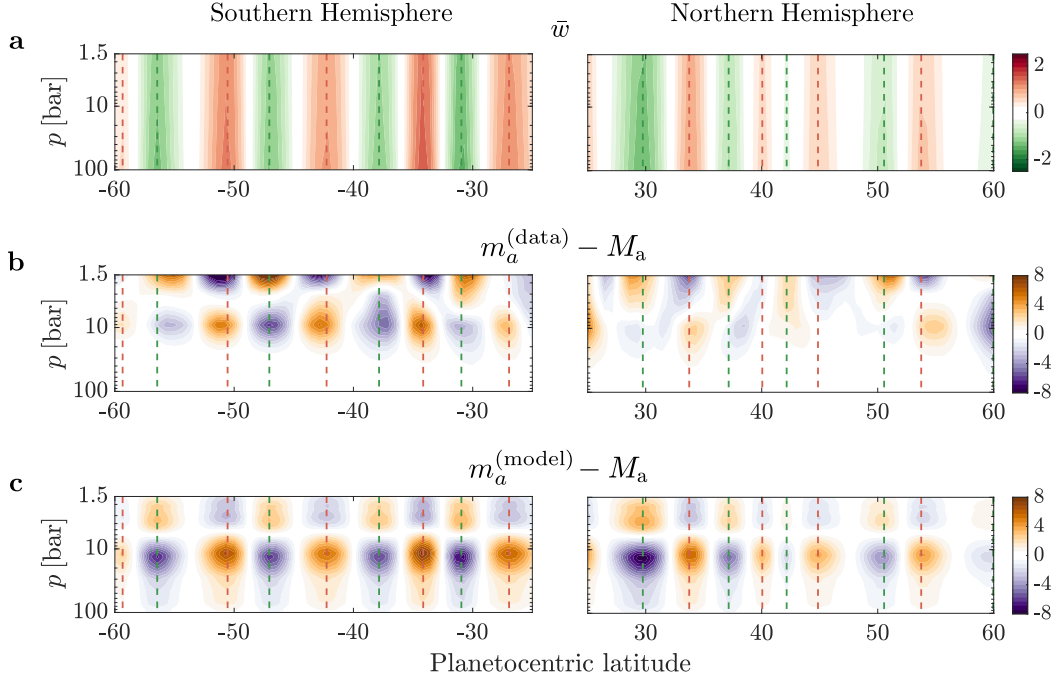 Southern Hemisphere Northern Hemisphere
a w̄
p [bar] 1.5 10 100
-60 -50 -40 -30 30 40 50 60
2 0 -2
b m_a^(data) − M_a
p [bar] 1.5 10 100
-60 -50 -40 -30 30 40 50 60
8 4 0 -4 -8
c m_a^(model) − M_a
p [bar] 1.5 10 100
-60 -50 -40 -30 30 40 50 60
8 4 0 -4 -8
Planetocentric latitude